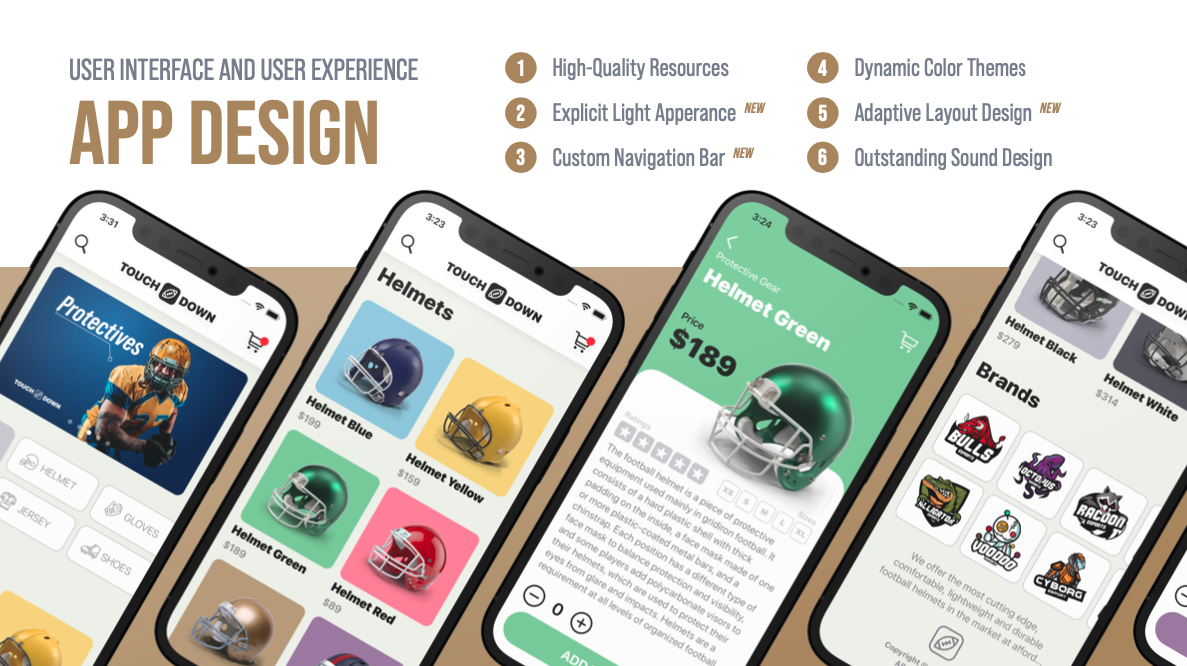 USER INTERFACE AND USER EXPERIENCE
APP DESIGN
1 High-Quality Resources
2 Explicit Light Apperance NEW
3 Custom Navigation Bar NEW
4 Dynamic Color Themes
5 Adaptive Layout Design NEW
6 Outstanding Sound Design
3:31
TOUCH DOWN
Protectives
TOUCH DOWN
HELMET
GLOVES
JERSEY
SHOES
3:23
TOUCH DOWN
Helmets
Helmet Blue
$199
Helmet Yellow
$159
Helmet Green
$189
Helmet Red
$89
3:24
Protective Gear
Helmet Green
Price
$189
Ratings
Sizes
XS S M L XL
The football helmet is a piece of protective
equipment used mainly in gridiron football. It
consists of a hard plastic shell with thick
padding on the inside, a face mask made of one
or more plastic-coated metal bars, and a
chinstrap. Each position has a different type of
face mask to balance protection and visibility,
and some players add polycarbonate visors to
their helmets, which are used to protect their
eyes from glare and impacts. Helmets are a
requirement at all levels of organized football
0
ADD
3:23
TOUCH DOWN
Helmet Black
$279
Helmet White
$314
Brands
BULLS
ESPORTS
OCTOPUS
RACOON
ESPORTS
ALLIGATOR
VOODOO
CYBORG
ESPORT
We offer the most cutting edge,
comfortable, lightweight and durable
football helmets in the market at afford
Copyright